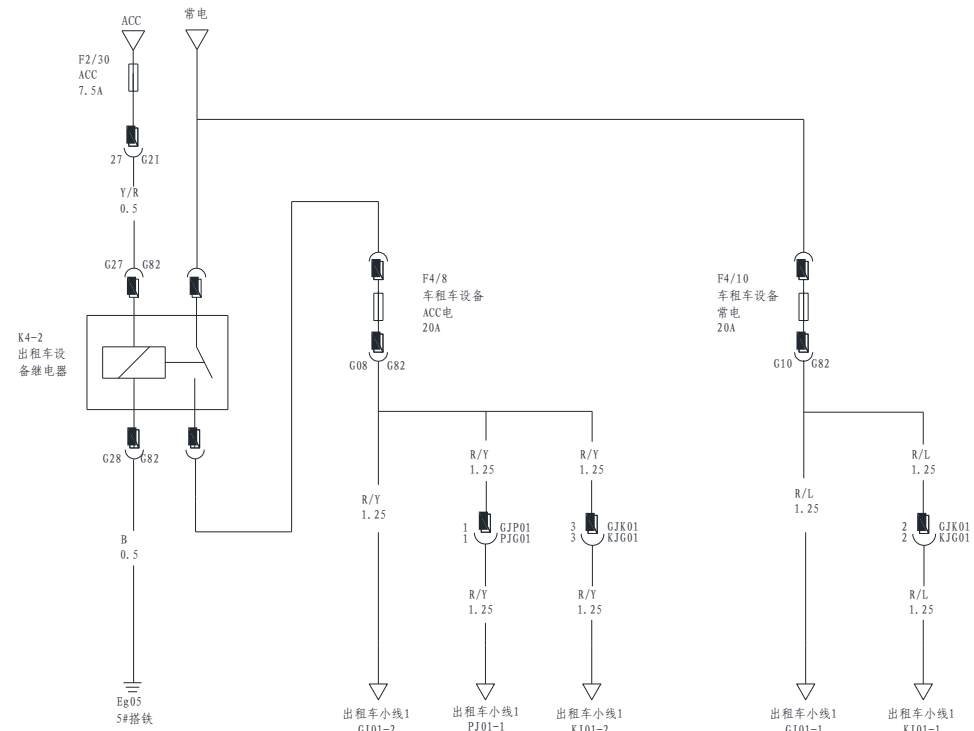 ACC
常电
F2/30
ACC
7.5A
27 G2I
Y/R
0.5
G27 G82
K4-2
出租车设
备继电器
G28 G82
B
0.5
Eg05
5#搭铁
F4/8
车租车设备
ACC电
20A
G08 G82
R/Y
1.25
R/Y
1.25
1 GJP01
1 PJG01
R/Y
1.25
R/Y
1.25
3 GJK01
3 KJG01
R/Y
1.25
F4/10
车租车设备
常电
20A
G10 G82
R/L
1.25
R/L
1.25
2 GJK01
2 KJG01
R/L
1.25
出租车小线1
GJ01-2
出租车小线1
PJ01-1
出租车小线1
KJ01-2
出租车小线1
GJ01-1
出租车小线1
KJ01-1